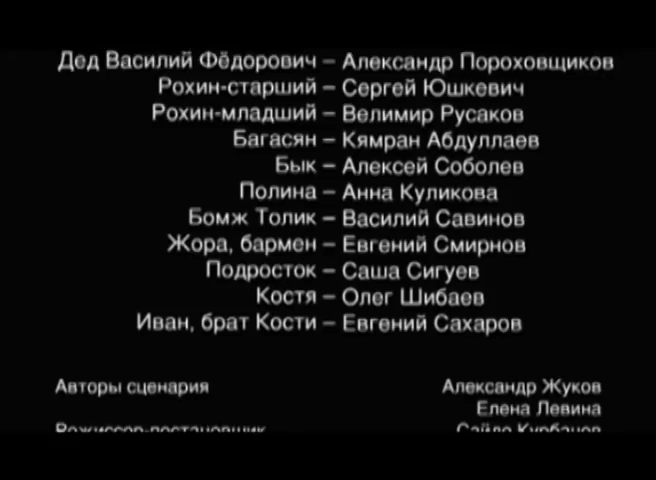 Дед Василий Фёдорович – Александр Пороховщиков
Рохин-старший – Сергей Юшкевич
Рохин-младший – Велимир Русаков
Багасян – Кямран Абдуллаев
Бык – Алексей Соболев
Полина – Анна Куликова
Бомж Толик – Василий Савинов
Жора, бармен – Евгений Смирнов
Подросток – Саша Сигуев
Костя – Олег Шибаев
Иван, брат Кости – Евгений Сахаров
Авторы сценария Александр Жуков
Елена Левина
Режиссер-постановщик